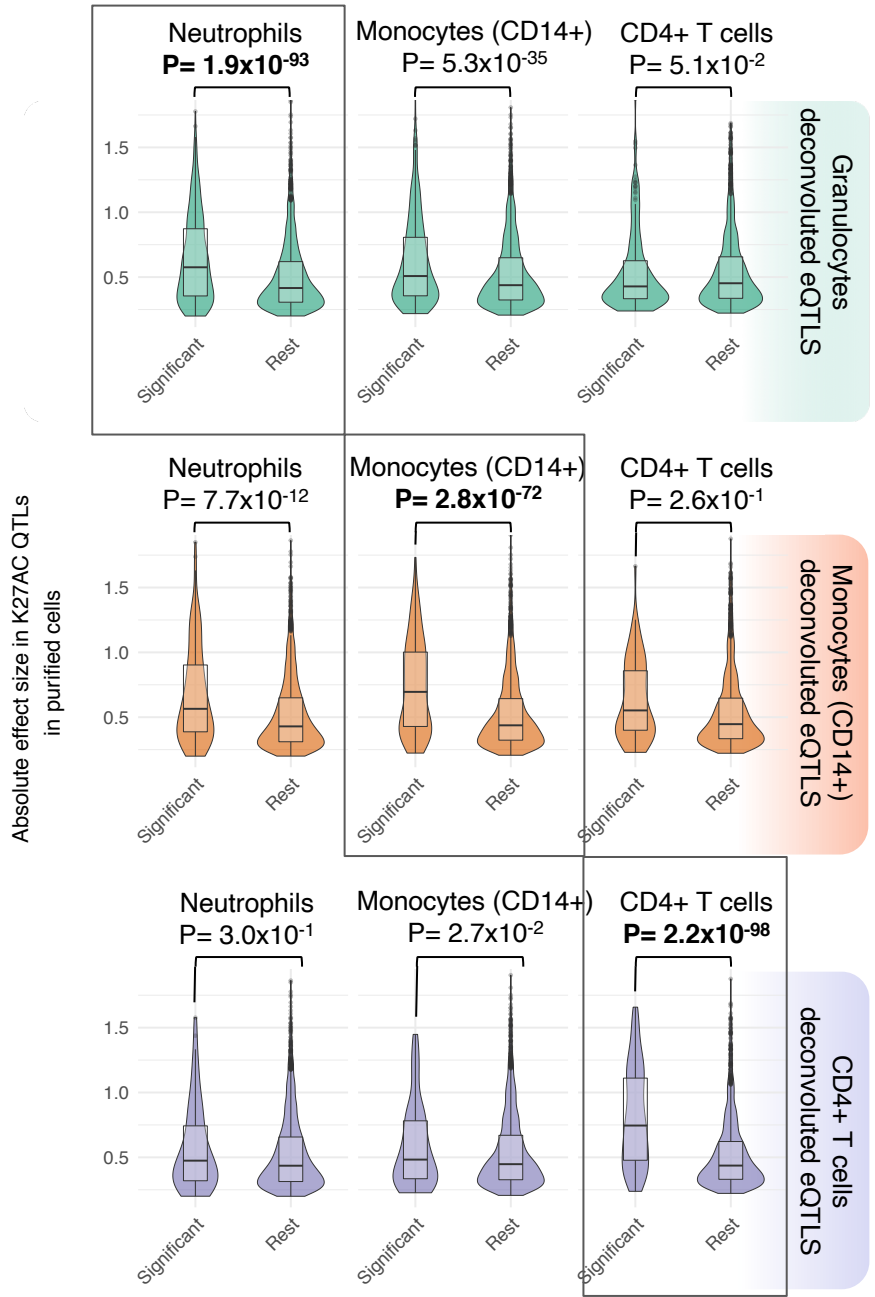 Neutrophils
P= 1.9x10-93
Monocytes (CD14+)
P= 5.3x10-35
CD4+ T cells
P= 5.1x10-2
1.5
1.0
0.5
Significant
Rest
Significant
Rest
Significant
Rest
Granulocytes
deconvoluted eQTLS
Absolute effect size in K27AC QTLs
in purified cells
Neutrophils
P= 7.7x10-12
Monocytes (CD14+)
P= 2.8x10-72
CD4+ T cells
P= 2.6x10-1
1.5
1.0
0.5
Significant
Rest
Significant
Rest
Significant
Rest
Monocytes (CD14+)
deconvoluted eQTLS
Neutrophils
P= 3.0x10-1
Monocytes (CD14+)
P= 2.7x10-2
CD4+ T cells
P= 2.2x10-98
1.5
1.0
0.5
Significant
Rest
Significant
Rest
Significant
Rest
CD4+ T cells
deconvoluted eQTLS